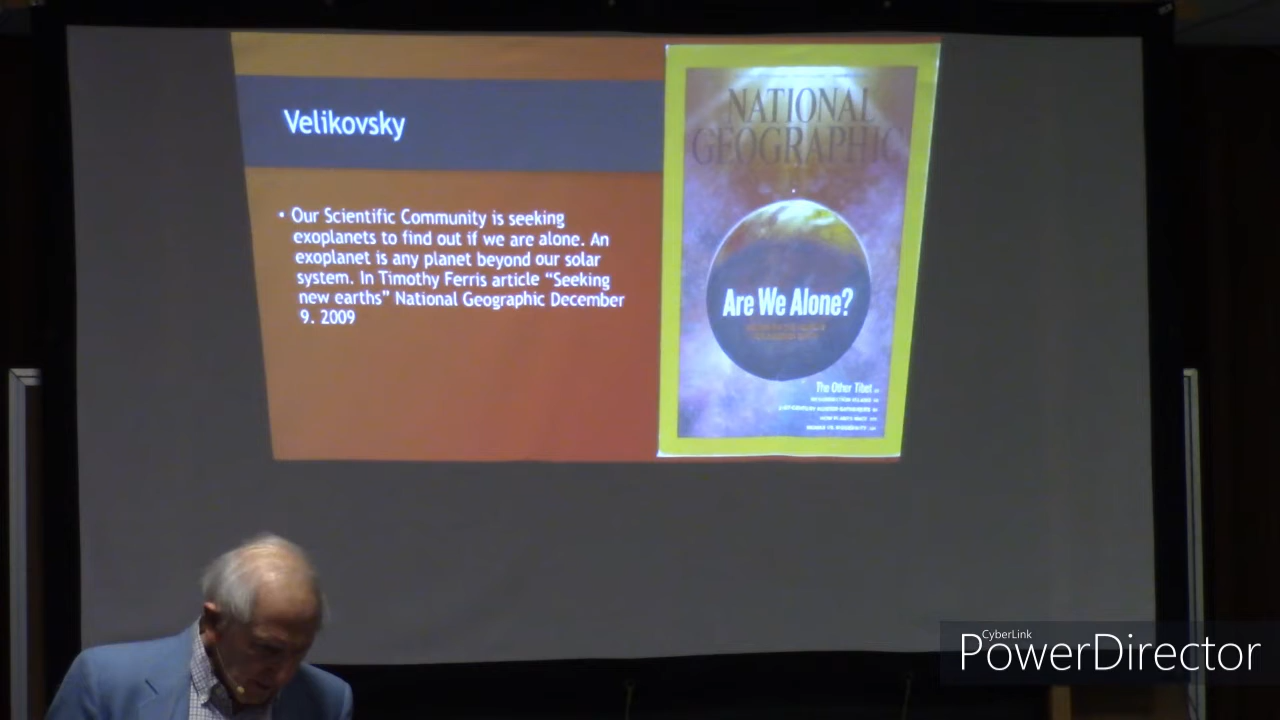 Velikovsky
• Our Scientific Community is seeking
exoplanets to find out if we are alone. An
exoplanet is any planet beyond our solar
system. In Timothy Ferris article “Seeking
new earths” National Geographic December
9. 2009
NATIONAL
GEOGRAPHIC
Are We Alone?
The Other Tibet
CyberLink
PowerDirector